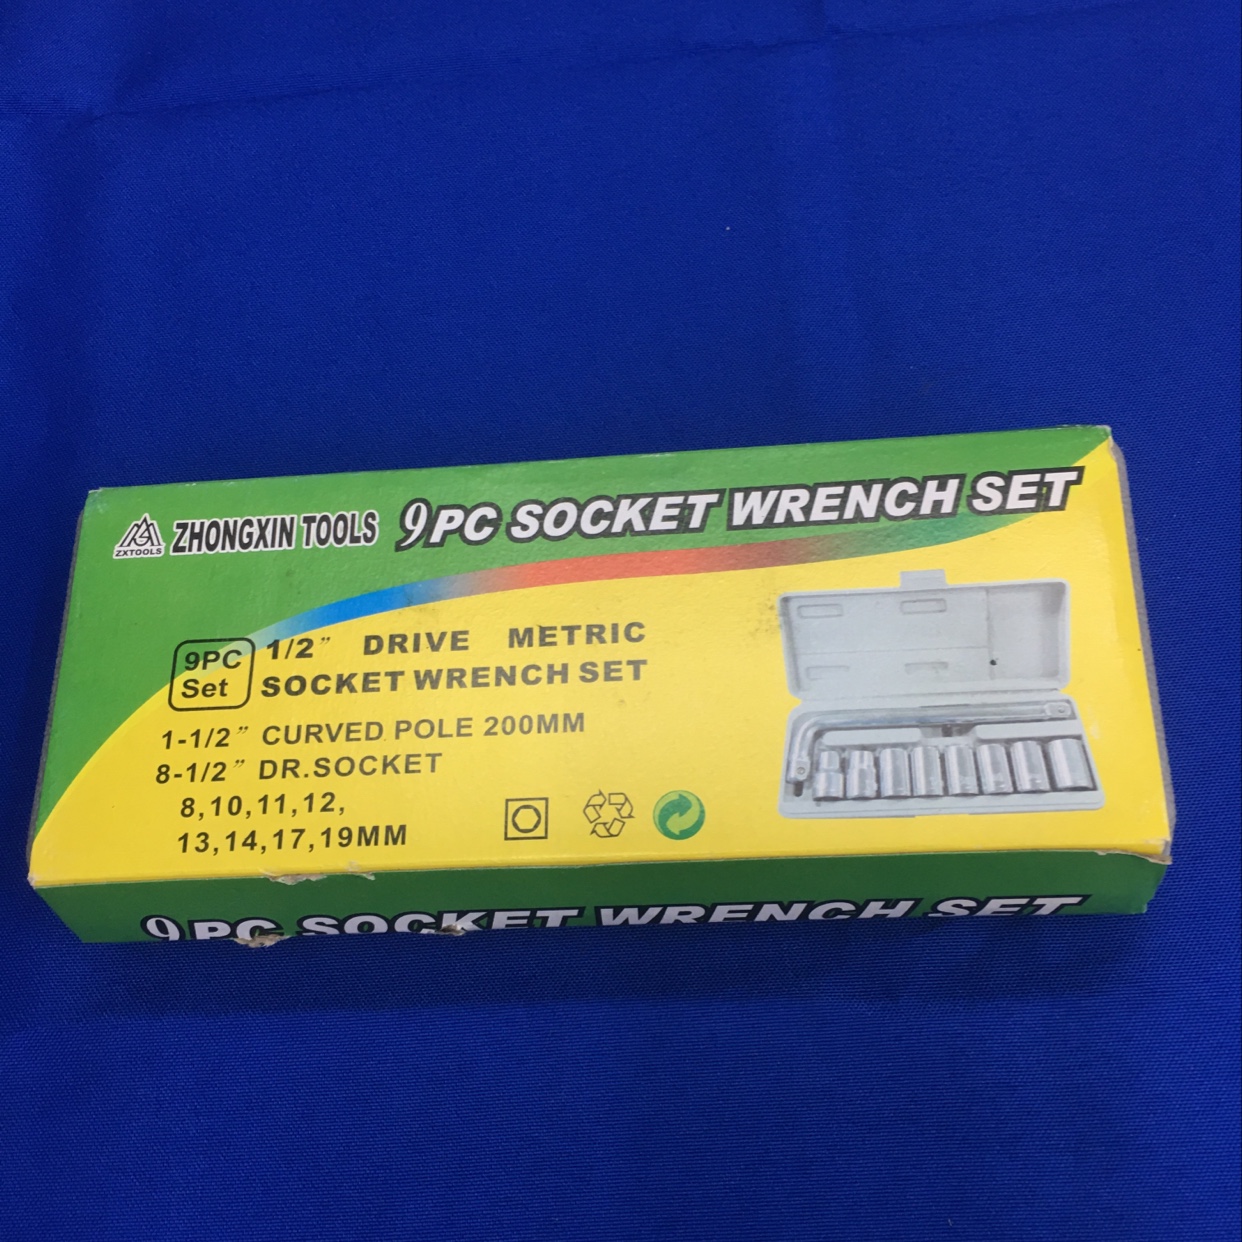 ZXTOOLS
ZHONGXIN TOOLS
9PC SOCKET WRENCH SET
9PC
Set
1/2" DRIVE METRIC
SOCKET WRENCH SET
1-1/2" CURVED POLE 200MM
8-1/2" DR.SOCKET
8,10,11,12,
13,14,17,19MM
9PC SOCKET WRENCH SET